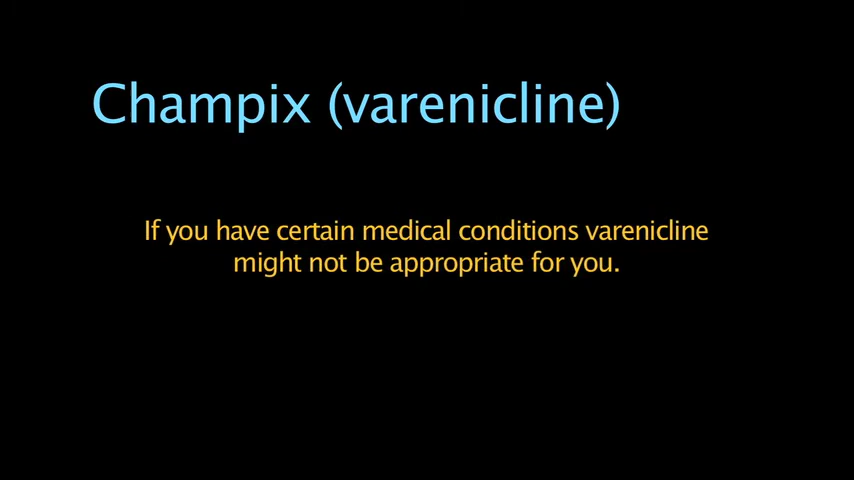 Champix (varenicline)
If you have certain medical conditions varenicline
might not be appropriate for you.